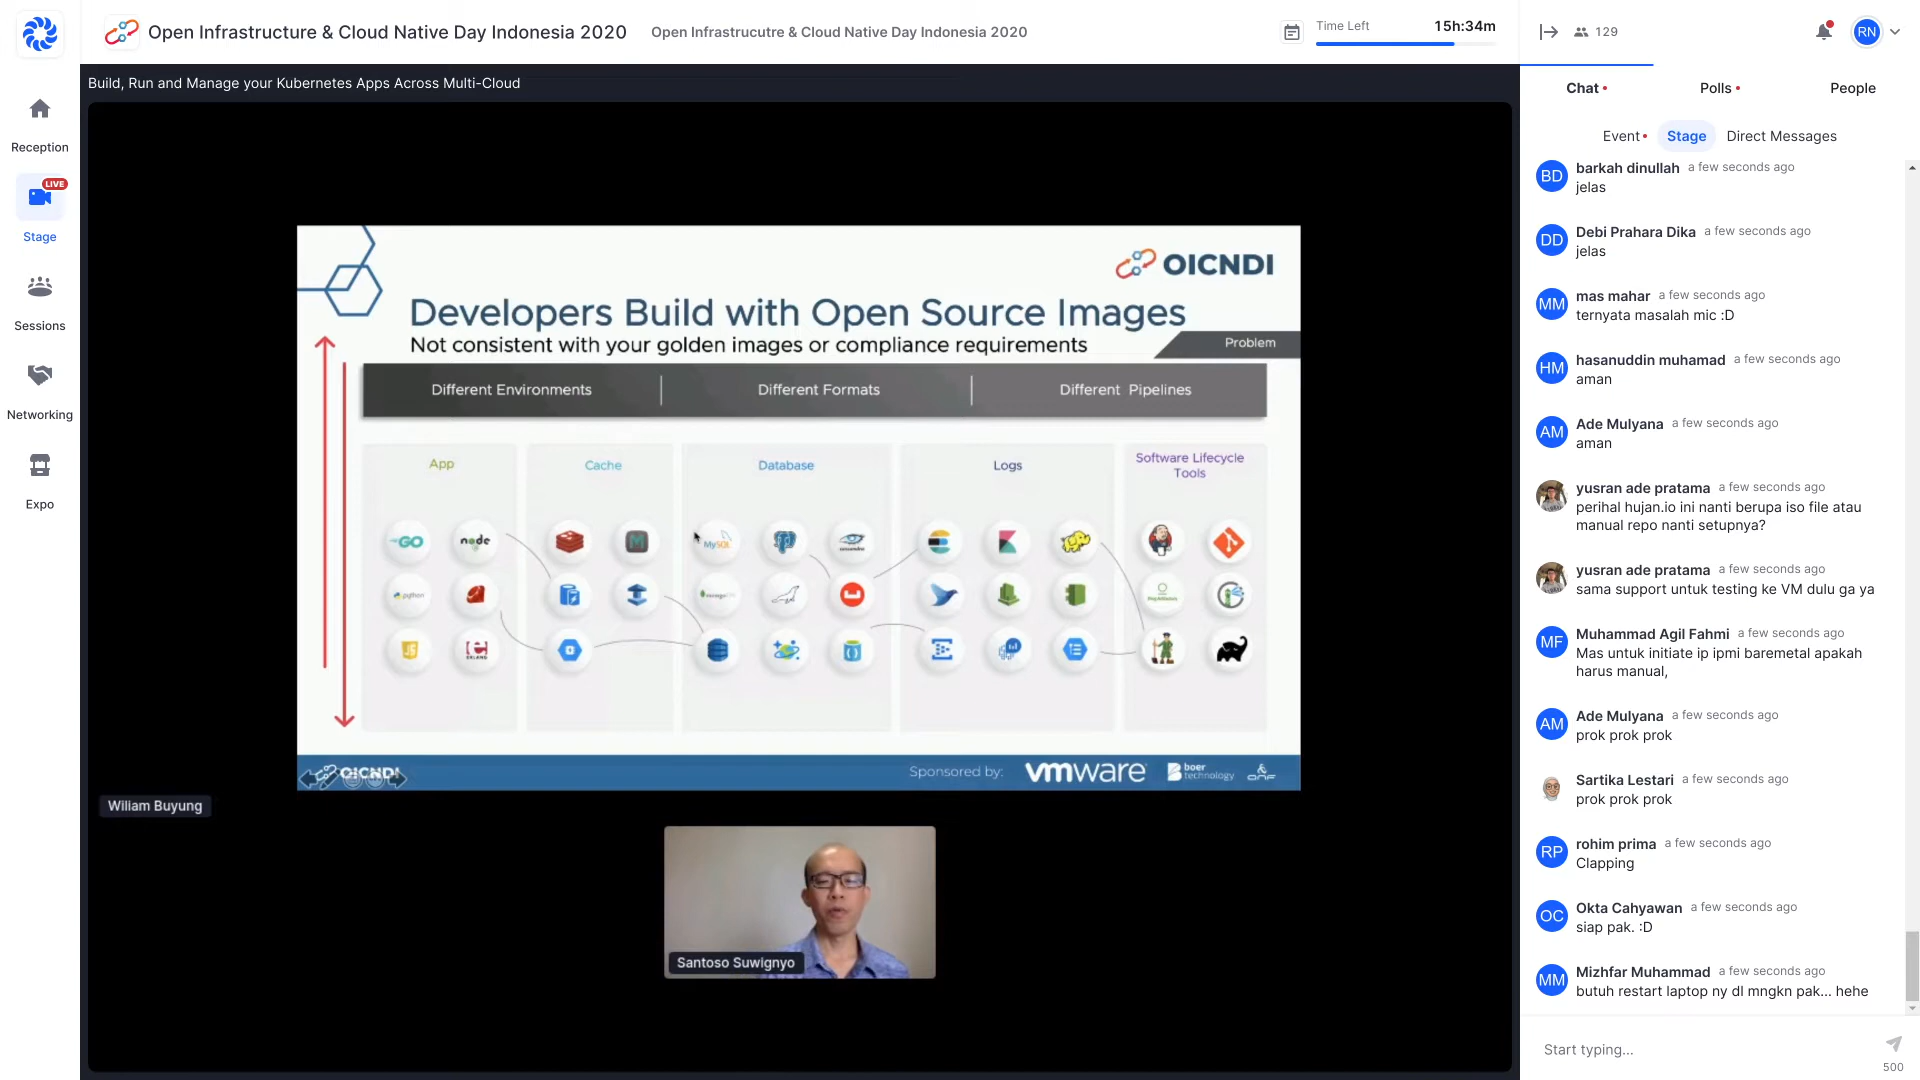 Open Infrastructure & Cloud Native Day Indonesia 2020
Open Infrastrucutre & Cloud Native Day Indonesia 2020
Time Left
15h:34m
129
RN
Reception
LIVE
Stage
Sessions
Networking
Expo
Build, Run and Manage your Kubernetes Apps Across Multi-Cloud
OICNDI
Developers Build with Open Source Images
Not consistent with your golden images or compliance requirements
Problem
Different Environments
Different Formats
Different Pipelines
App
Cache
Database
Logs
Software Lifecycle
Tools
GO
node
MySQL
cassandra
python
mongo
JS
ERLANG
OICNDI
Sponsored by:
vmware
boer
technology
Wiliam Buyung
Santoso Suwignyo
Chat
Polls
People
Event
Stage
Direct Messages
BD
barkah dinullah a few seconds ago
jelas
DD
Debi Prahara Dika a few seconds ago
jelas
MM
mas mahar a few seconds ago
ternyata masalah mic :D
HM
hasanuddin muhamad a few seconds ago
aman
AM
Ade Mulyana a few seconds ago
aman
yusran ade pratama a few seconds ago
perihal hujan.io ini nanti berupa iso file atau
manual repo nanti setupnya?
yusran ade pratama a few seconds ago
sama support untuk testing ke VM dulu ga ya
MF
Muhammad Agil Fahmi a few seconds ago
Mas untuk initiate ip ipmi baremetal apakah
harus manual,
AM
Ade Mulyana a few seconds ago
prok prok prok
Sartika Lestari a few seconds ago
prok prok prok
RP
rohim prima a few seconds ago
Clapping
OC
Okta Cahyawan a few seconds ago
siap pak. :D
MM
Mizhfar Muhammad a few seconds ago
butuh restart laptop ny dl mngkn pak... hehe
Start typing...
500